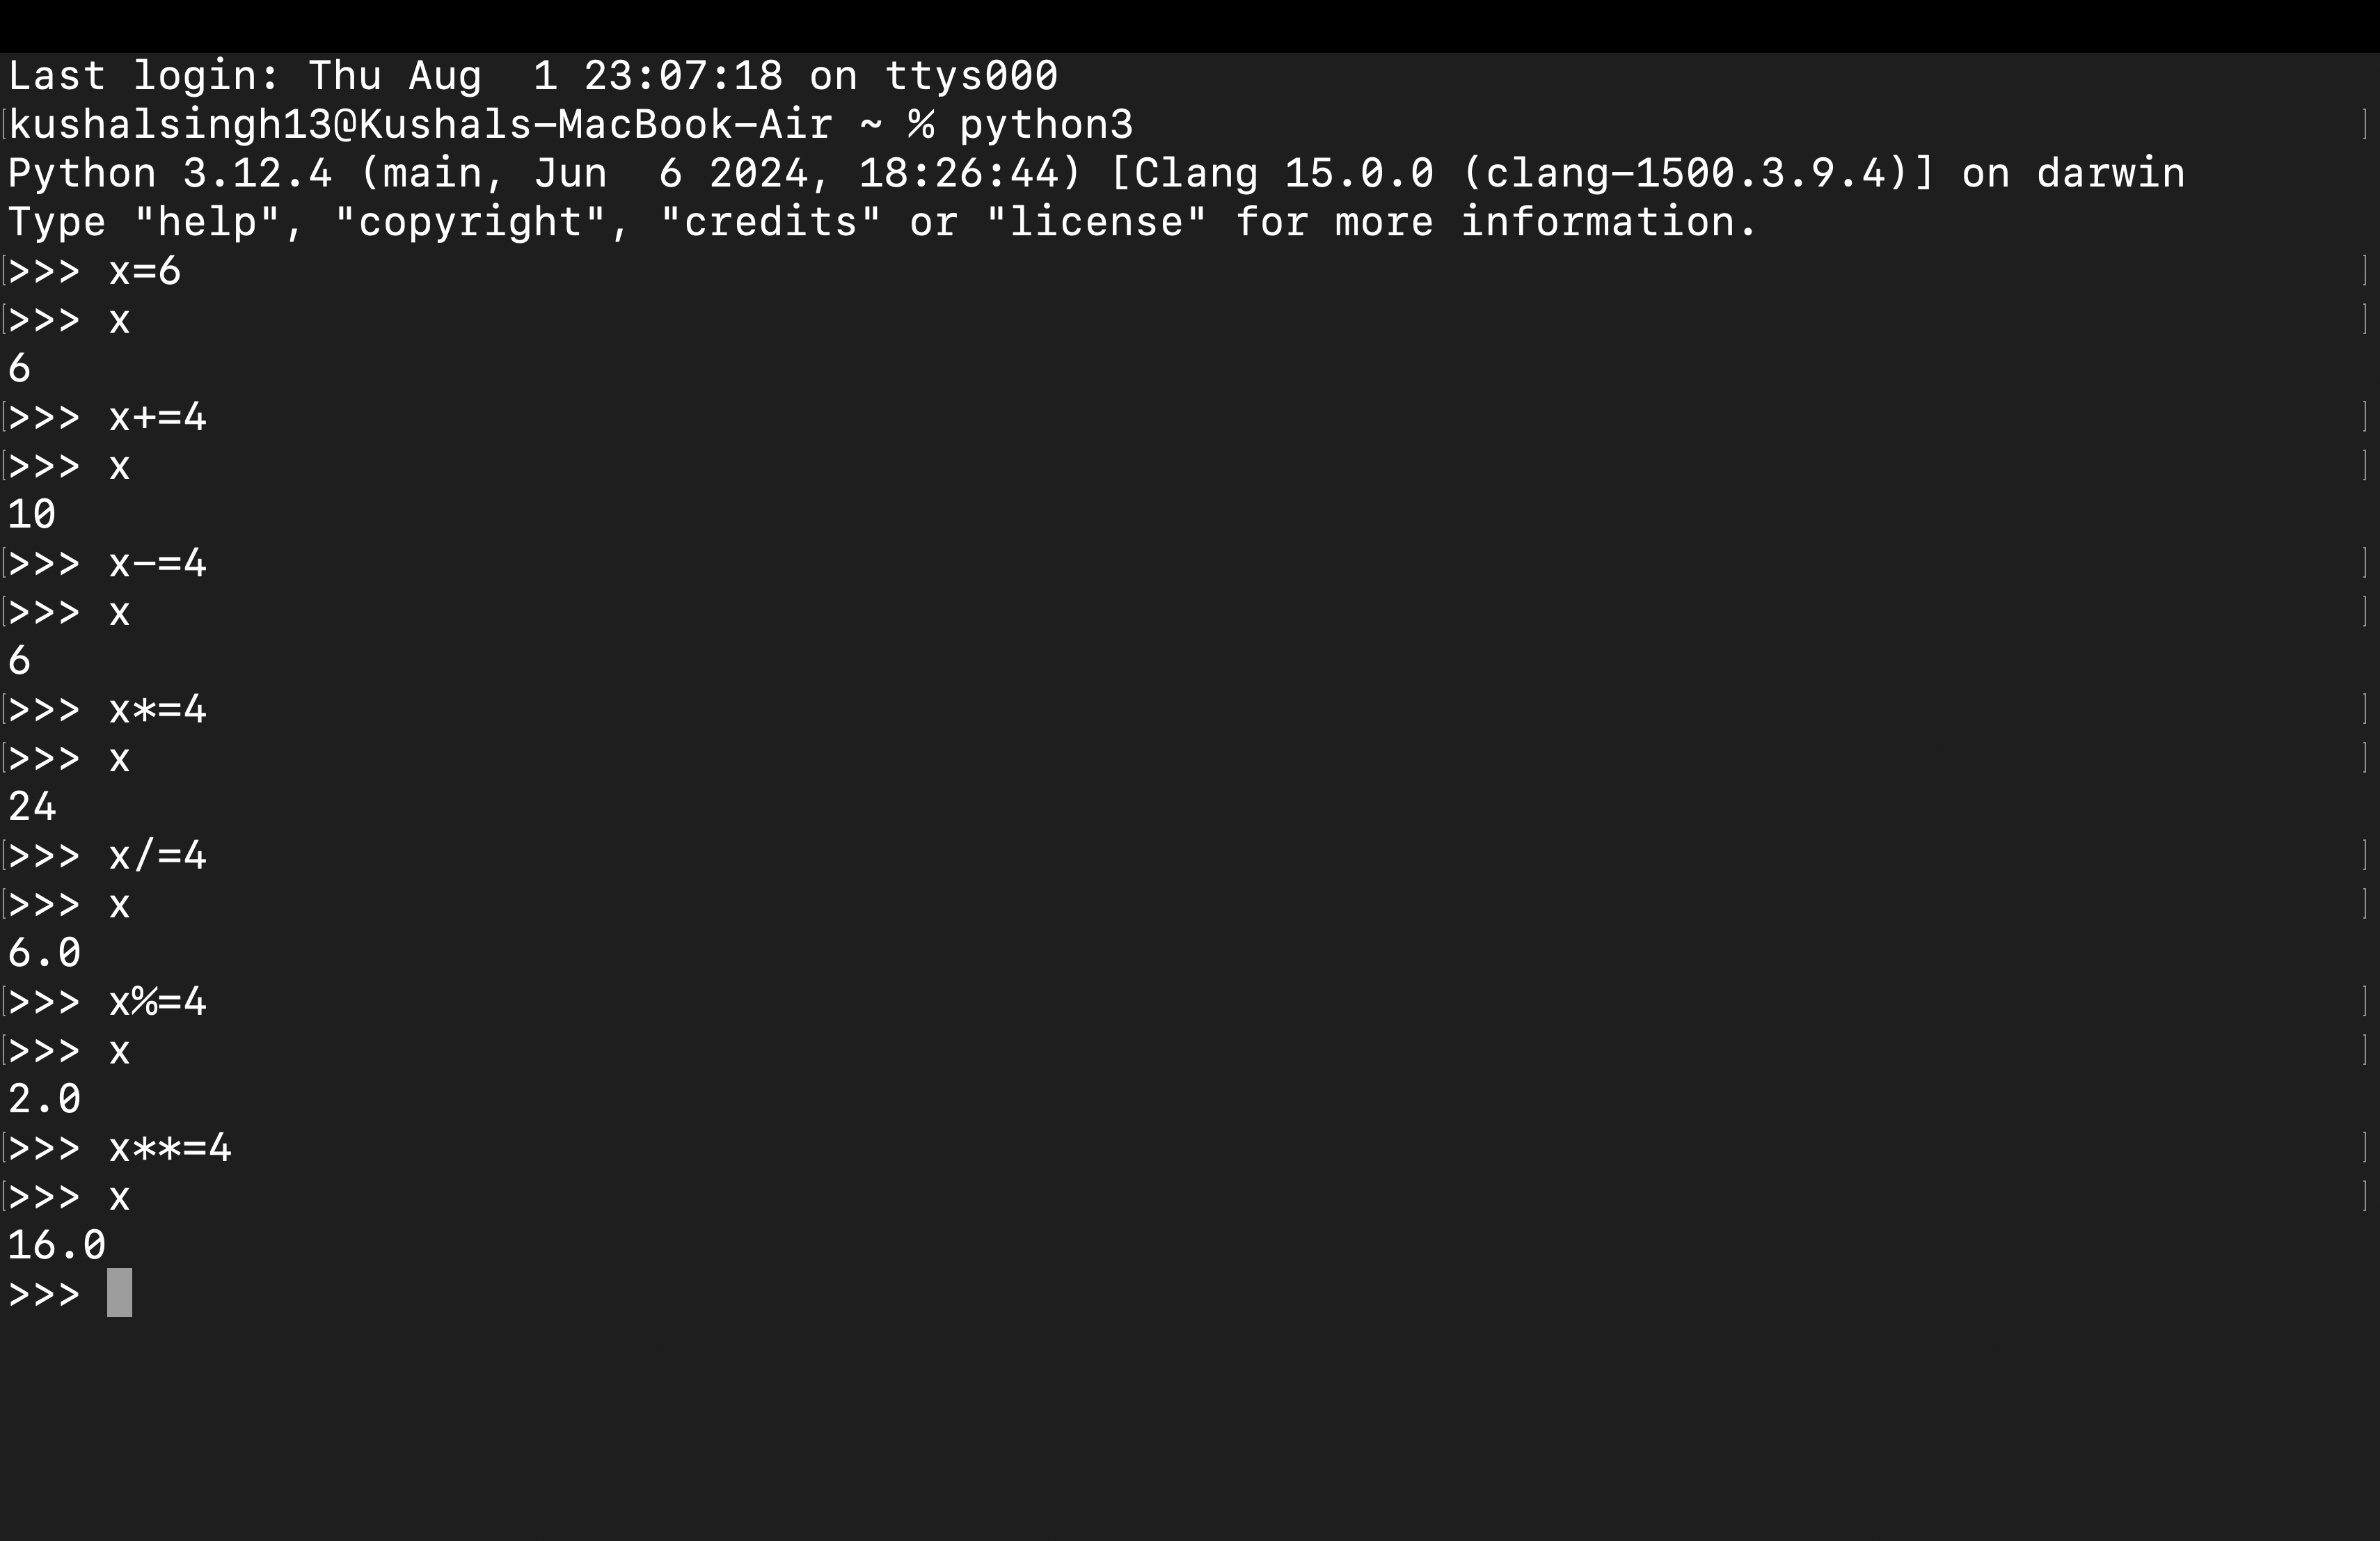 Last login: Thu Aug  1 23:07:18 on ttys000
kushalsingh13@Kushals-MacBook-Air ~ % python3
Python 3.12.4 (main, Jun  6 2024, 18:26:44) [Clang 15.0.0 (clang-1500.3.9.4)] on darwin
Type "help", "copyright", "credits" or "license" for more information.
>>> x=6
>>> x
6
>>> x+=4
>>> x
10
>>> x-=4
>>> x
6
>>> x*=4
>>> x
24
>>> x/=4
>>> x
6.0
>>> x%=4
>>> x
2.0
>>> x**=4
>>> x
16.0
>>>